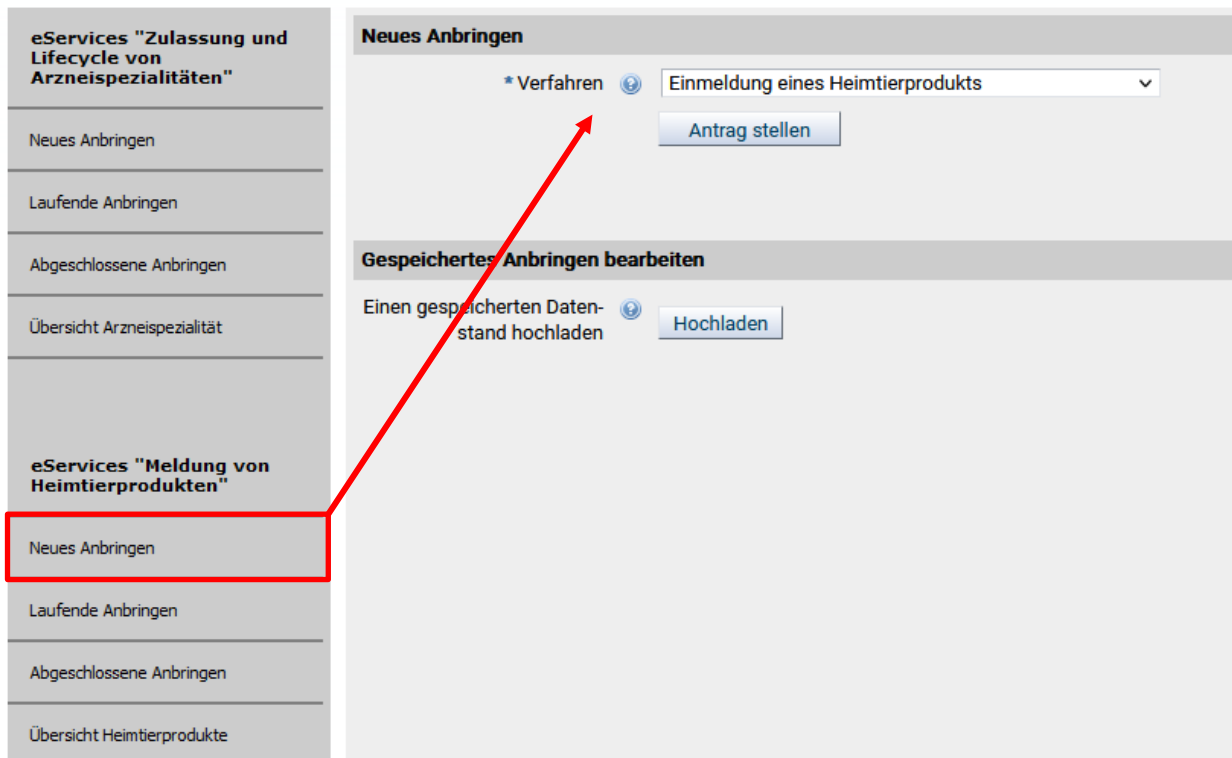 eServices "Zulassung und
Lifecycle von
Arzneispezialitäten"
Neues Anbringen
Laufende Anbringen
Abgeschlossene Anbringen
Übersicht Arzneispezialität
eServices "Meldung von
Heimtierprodukten"
Neues Anbringen
Laufende Anbringen
Abgeschlossene Anbringen
Übersicht Heimtierprodukte
Neues Anbringen
* Verfahren ? Einmeldung eines Heimtierprodukts
Antrag stellen
Gespeichertes Anbringen bearbeiten
Einen gespeicherten Daten- ?
stand hochladen
Hochladen